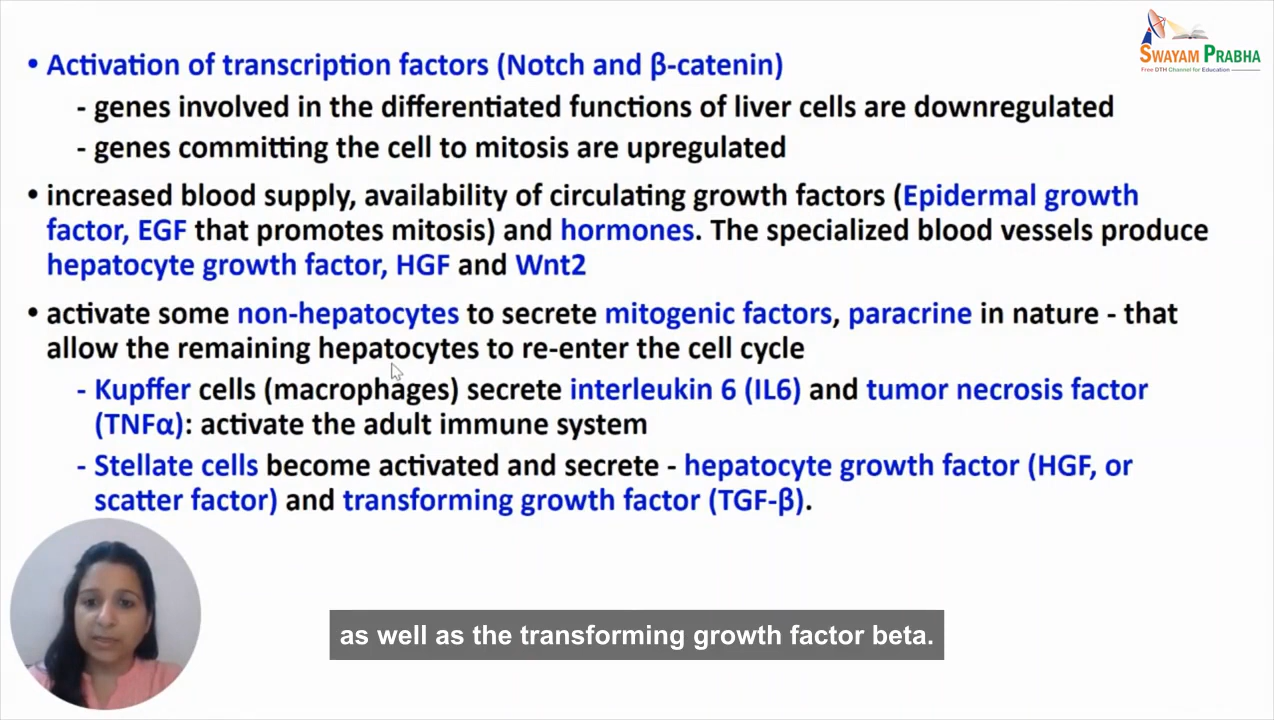 SWAYAM PRABHA
Free DTH Channel for Education
• Activation of transcription factors (Notch and β-catenin)
- genes involved in the differentiated functions of liver cells are downregulated
- genes committing the cell to mitosis are upregulated
• increased blood supply, availability of circulating growth factors (Epidermal growth
factor, EGF that promotes mitosis) and hormones. The specialized blood vessels produce
hepatocyte growth factor, HGF and Wnt2
• activate some non-hepatocytes to secrete mitogenic factors, paracrine in nature - that
allow the remaining hepatocytes to re-enter the cell cycle
- Kupffer cells (macrophages) secrete interleukin 6 (IL6) and tumor necrosis factor
(TNFα): activate the adult immune system
- Stellate cells become activated and secrete - hepatocyte growth factor (HGF, or
scatter factor) and transforming growth factor (TGF-β).
as well as the transforming growth factor beta.